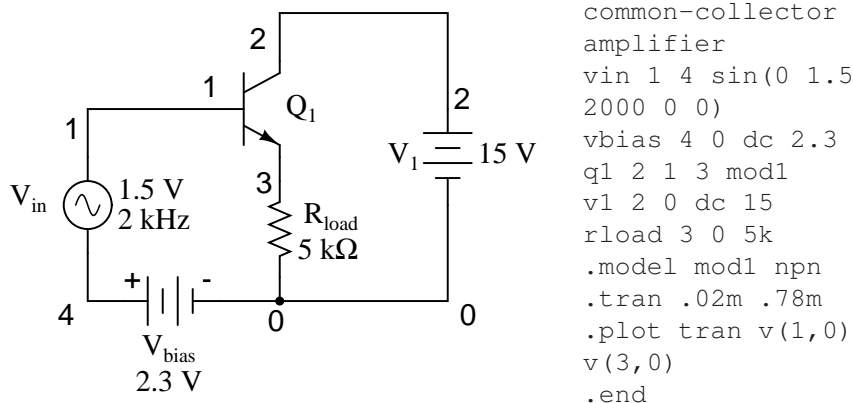 2
1
Q1
1
2
V1
15 V
Vin
1.5 V
2 kHz
3
Rload
5 kΩ
+
-
4
0
0
Vbias
2.3 V
common-collector
amplifier
vin 1 4 sin(0 1.5
2000 0 0)
vbias 4 0 dc 2.3
q1 2 1 3 mod1
v1 2 0 dc 15
rload 3 0 5k
.model mod1 npn
.tran .02m .78m
.plot tran v(1,0)
v(3,0)
.end